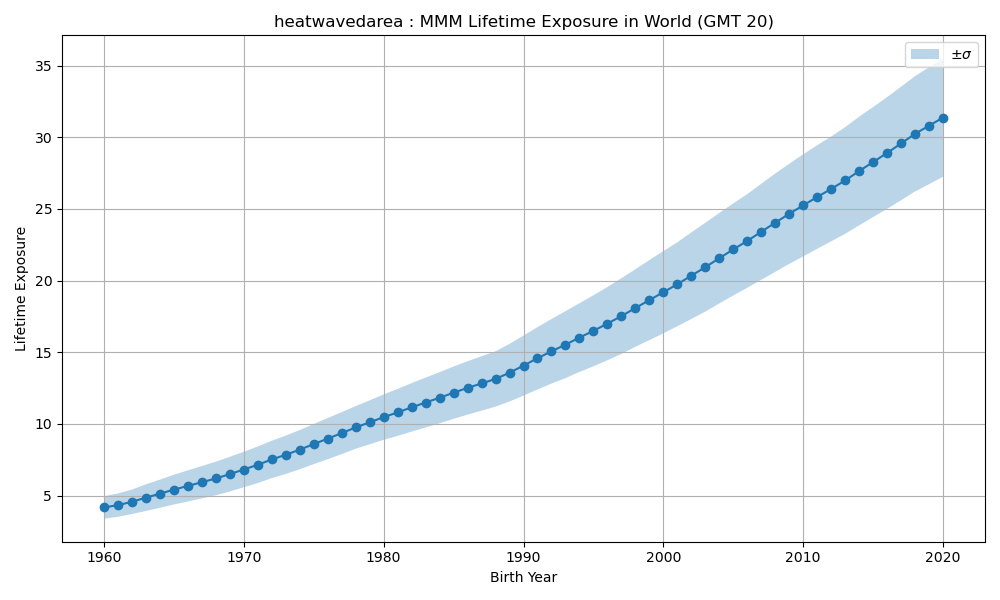 heatwavedarea : MMM Lifetime Exposure in World (GMT 20)
±σ
Lifetime Exposure
35
30
25
20
15
10
5
1960 1970 1980 1990 2000 2010 2020
Birth Year